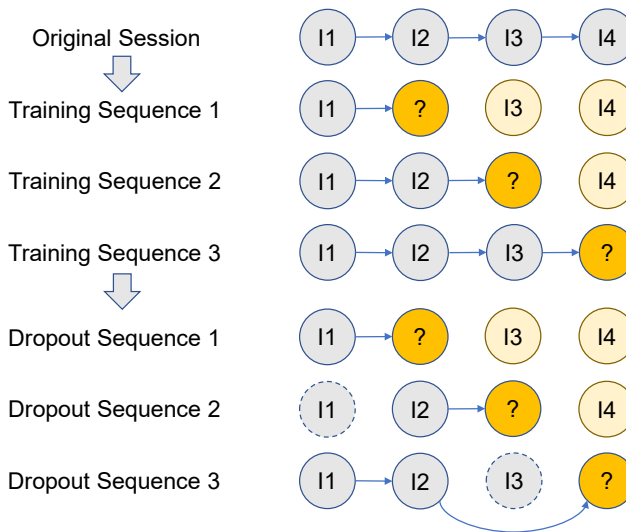 Original Session I1 I2 I3 I4
Training Sequence 1 I1 ? I3 I4
Training Sequence 2 I1 I2 ? I4
Training Sequence 3 I1 I2 I3 ?
Dropout Sequence 1 I1 ? I3 I4
Dropout Sequence 2 I1 I2 ? I4
Dropout Sequence 3 I1 I2 I3 ?